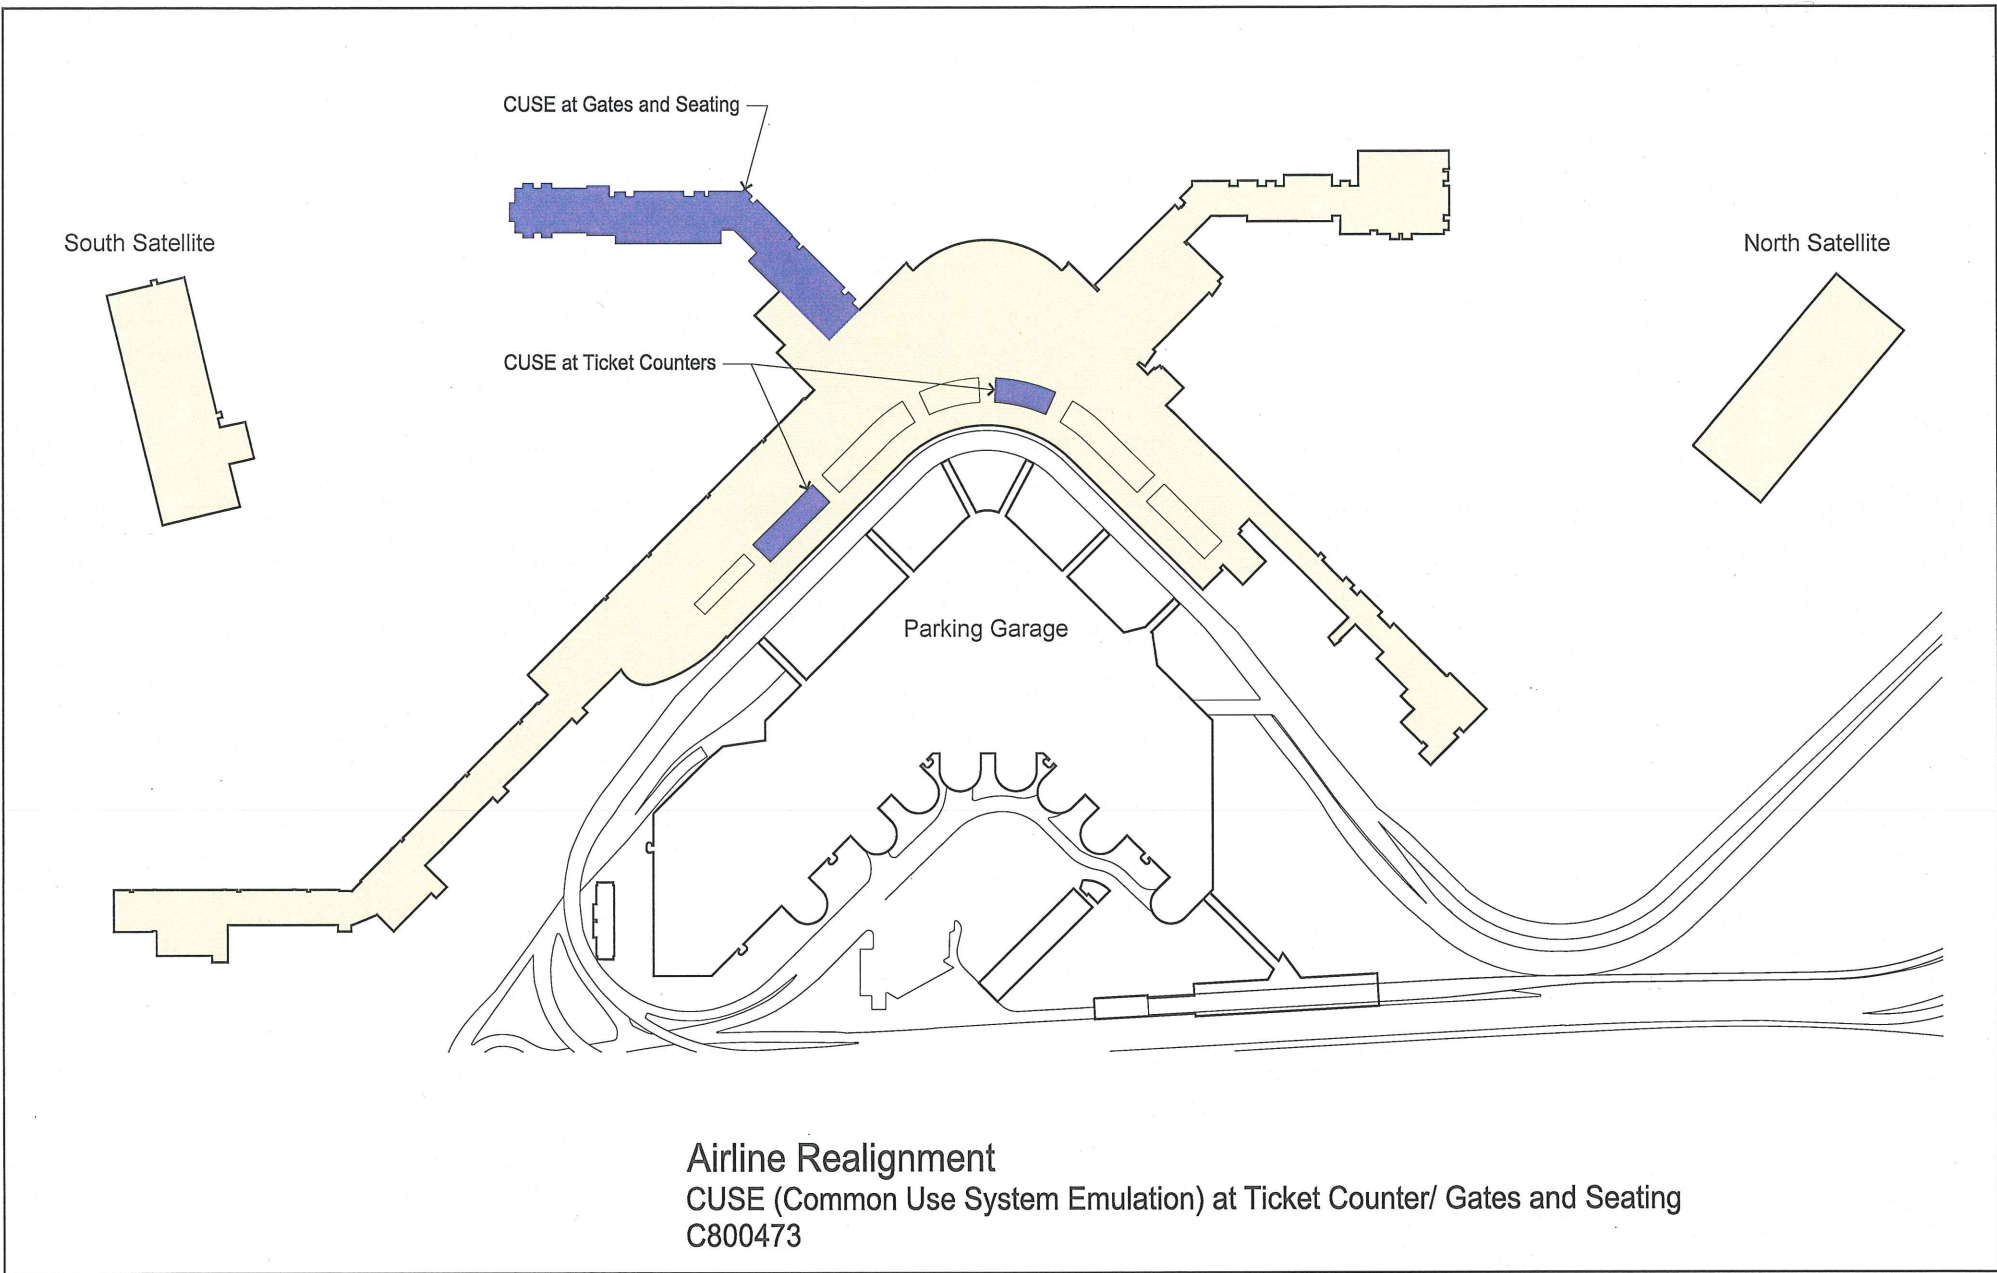 CUSE at Gates and Seating
South Satellite
North Satellite
CUSE at Ticket Counters
Parking Garage
Airline Realignment
CUSE (Common Use System Emulation) at Ticket Counter/ Gates and Seating
C800473